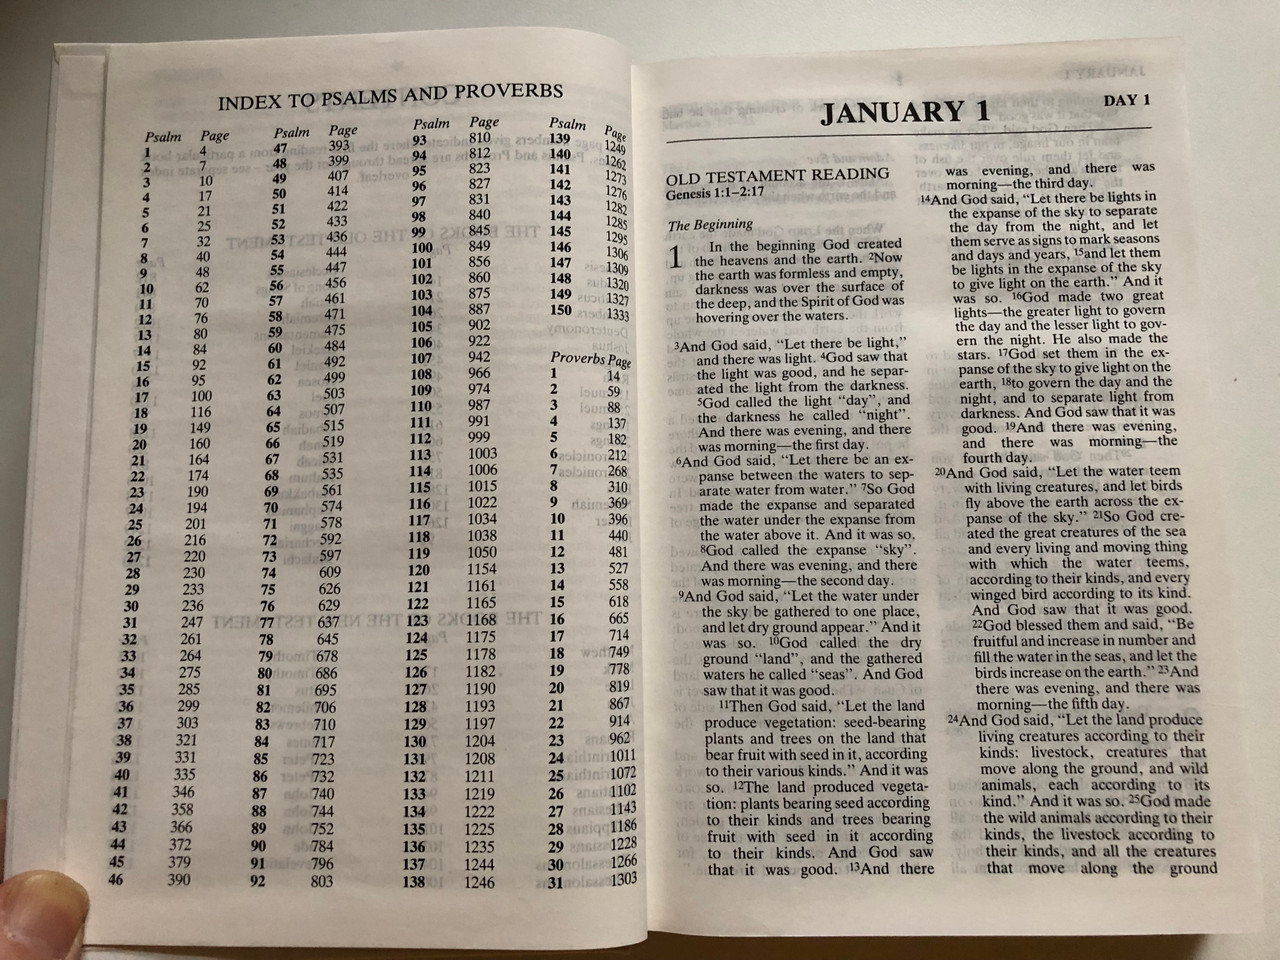 INDEX TO PSALMS AND PROVERBS
Psalm Page
1 4
2 7
3 10
4 17
5 21
6 25
7 32
8 40
9 48
10 62
11 70
12 76
13 80
14 84
15 92
16 95
17 100
18 116
19 149
20 160
21 164
22 174
23 190
24 194
25 201
26 216
27 220
28 230
29 233
30 236
31 247
32 261
33 264
34 275
35 285
36 299
37 303
38 321
39 331
40 335
41 346
42 358
43 366
44 372
45 379
46 390
Psalm Page
47 393
48 399
49 407
50 414
51 422
52 433
53 436
54 444
55 447
56 456
57 461
58 471
59 475
60 484
61 492
62 499
63 503
64 507
65 515
66 519
67 531
68 535
69 561
70 574
71 578
72 592
73 597
74 609
75 626
76 629
77 637
78 645
79 678
80 686
81 695
82 706
83 710
84 717
85 723
86 732
87 740
88 744
89 752
90 784
91 796
92 803
Psalm Page
93 810
94 812
95 823
96 827
97 831
98 840
99 845
100 849
101 856
102 860
103 875
104 887
105 902
106 922
107 942
108 966
109 974
110 987
111 991
112 999
113 1003
114 1006
115 1015
116 1022
117 1034
118 1038
119 1050
120 1154
121 1161
122 1165
123 1168
124 1175
125 1178
126 1182
127 1190
128 1193
129 1197
130 1204
131 1208
132 1211
133 1219
134 1222
135 1225
136 1235
137 1244
138 1246
Psalm Page
139 1249
140 1262
141 1273
142 1276
143 1282
144 1285
145 1295
146 1306
147 1309
148 1320
149 1327
150 1333
Proverbs Page
1 14
2 59
3 88
4 137
5 182
6 212
7 268
8 310
9 369
10 396
11 440
12 481
13 527
14 558
15 618
16 665
17 714
18 749
19 778
20 819
21 867
22 914
23 962
24 1011
25 1072
26 1102
27 1143
28 1186
29 1228
30 1266
31 1303
JANUARY 1 DAY 1
OLD TESTAMENT READING
Genesis 1:1–2:17
The Beginning
1 In the beginning God created
the heavens and the earth. ²Now
the earth was formless and empty,
darkness was over the surface of
the deep, and the Spirit of God was
hovering over the waters.
³And God said, “Let there be light,”
and there was light. ⁴God saw that
the light was good, and he separ-
ated the light from the darkness.
⁵God called the light “day”, and
the darkness he called “night”.
And there was evening, and there
was morning—the first day.
⁶And God said, “Let there be an ex-
panse between the waters to sep-
arate water from water.” ⁷So God
made the expanse and separated
the water under the expanse from
the water above it. And it was so.
⁸God called the expanse “sky”.
And there was evening, and there
was morning—the second day.
⁹And God said, “Let the water under
the sky be gathered to one place,
and let dry ground appear.” And it
was so. ¹⁰God called the dry
ground “land”, and the gathered
waters he called “seas”. And God
saw that it was good.
¹¹Then God said, “Let the land
produce vegetation: seed-bearing
plants and trees on the land that
bear fruit with seed in it, according
to their various kinds.” And it was
so. ¹²The land produced vegeta-
tion: plants bearing seed according
to their kinds and trees bearing
fruit with seed in it according
to their kinds. And God saw
that it was good. ¹³And there
was evening, and there was
morning—the third day.
¹⁴And God said, “Let there be lights in
the expanse of the sky to separate
the day from the night, and let
them serve as signs to mark seasons
and days and years, ¹⁵and let them
be lights in the expanse of the sky
to give light on the earth.” And it
was so. ¹⁶God made two great
lights—the greater light to govern
the day and the lesser light to gov-
ern the night. He also made the
stars. ¹⁷God set them in the ex-
panse of the sky to give light on the
earth, ¹⁸to govern the day and the
night, and to separate light from
darkness. And God saw that it was
good. ¹⁹And there was evening,
and there was morning—the
fourth day.
²⁰And God said, “Let the water teem
with living creatures, and let birds
fly above the earth across the ex-
panse of the sky.” ²¹So God cre-
ated the great creatures of the sea
and every living and moving thing
with which the water teems,
according to their kinds, and every
winged bird according to its kind.
And God saw that it was good.
²²God blessed them and said, “Be
fruitful and increase in number and
fill the water in the seas, and let the
birds increase on the earth.” ²³And
there was evening, and there was
morning—the fifth day.
²⁴And God said, “Let the land produce
living creatures according to their
kinds: livestock, creatures that
move along the ground, and wild
animals, each according to its
kind.” And it was so. ²⁵God made
the wild animals according to their
kinds, the livestock according to
their kinds, and all the creatures
that move along the ground